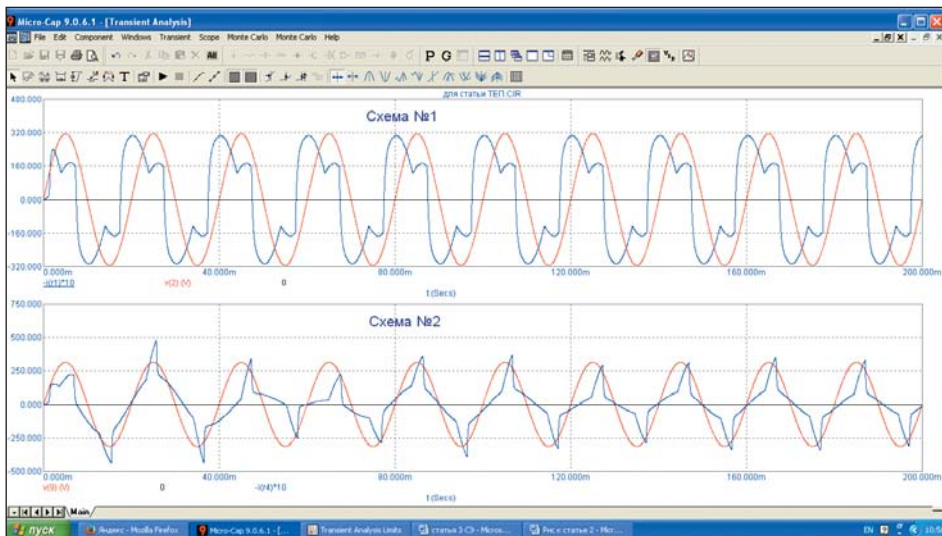 Micro-Cap 9.0.6.1 - [Transient Analysis]
File Edit Component Windows Transient Scope Monte Carlo Monte Carlo Help
P G
T
для статьи ТЕП.CIR
Схема №1
480.000
320.000
160.000
0.000
-160.000
-320.000
0.000m 40.000m 80.000m 120.000m 160.000m 200.000m
-i(r1)*10 v(2) (V) 0
t (Secs)
Схема №2
750.000
500.000
250.000
0.000
-250.000
-500.000
0.000m 40.000m 80.000m 120.000m 160.000m 200.000m
v(9) (V) 0 -i(r4)*10
t (Secs)
Main
пуск Яндекс - Mozilla Firefox Micro-Cap 9.0.6.1 - [... Transient Analysis Limits статья 3 СЭ - Micros... Рис к статье 2 - Micr... EN